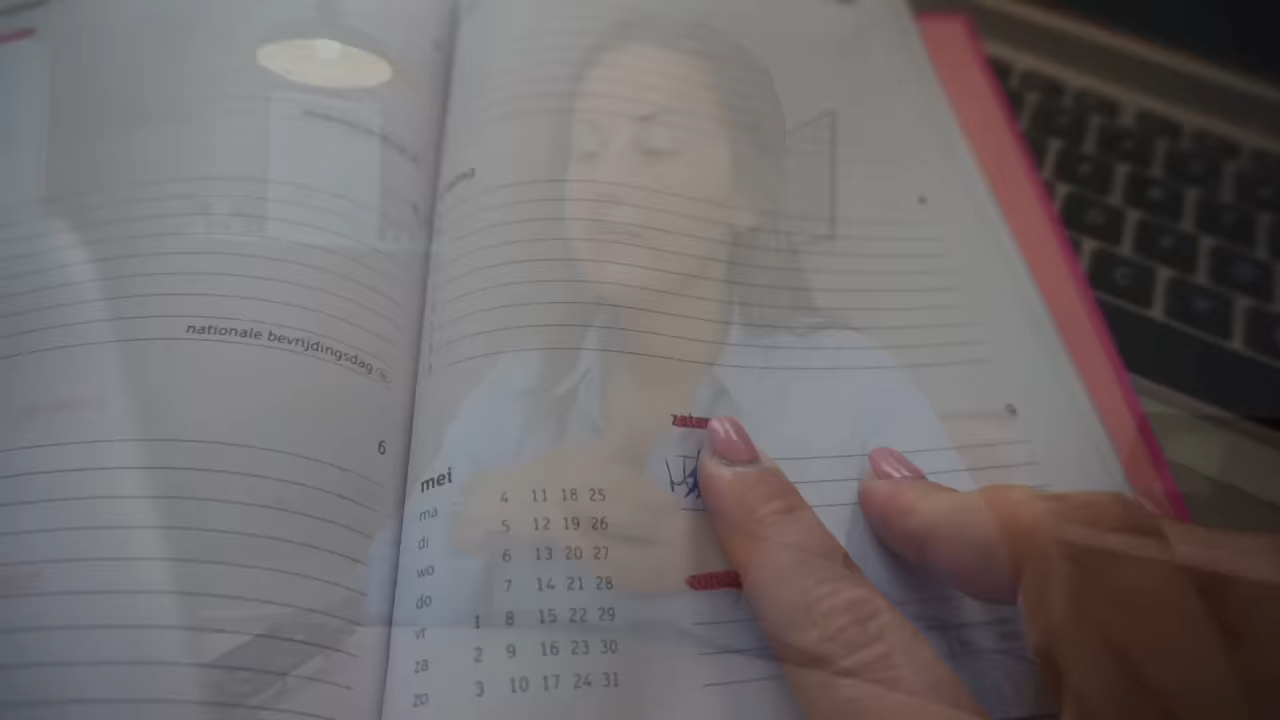 nationale bevrijdingsdag
6
9
mei
ma 4 11 18 25
di 5 12 19 26
wo 6 13 20 27
do 7 14 21 28
vr 1 8 15 22 29
za 2 9 16 23 30
zo 3 10 17 24 31